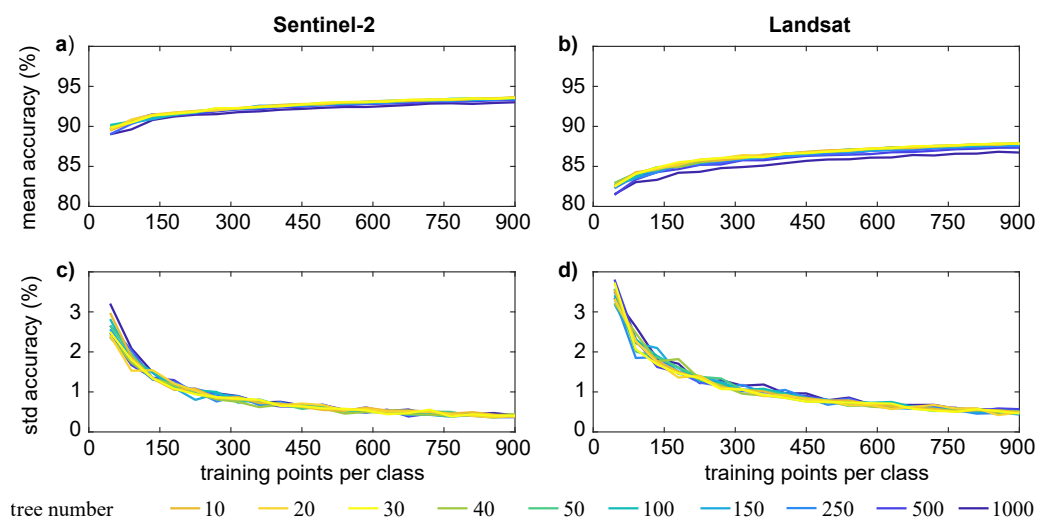 Sentinel-2
Landsat
a)
b)
mean accuracy (%)
100
95
90
85
80
0 150 300 450 600 750 900
100
95
90
85
80
0 150 300 450 600 750 900
c)
d)
std accuracy (%)
3
2
1
0
0 150 300 450 600 750 900
training points per class
3
2
1
0
0 150 300 450 600 750 900
training points per class
tree number 10 20 30 40 50 100 150 250 500 1000